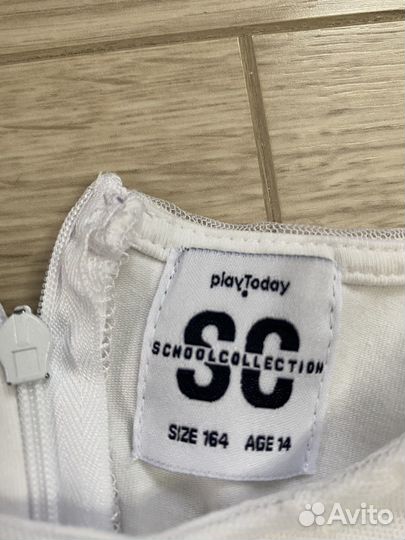 playToday
SC
SCHOOLCOLLECTION
SIZE 164 AGE 14
Avito